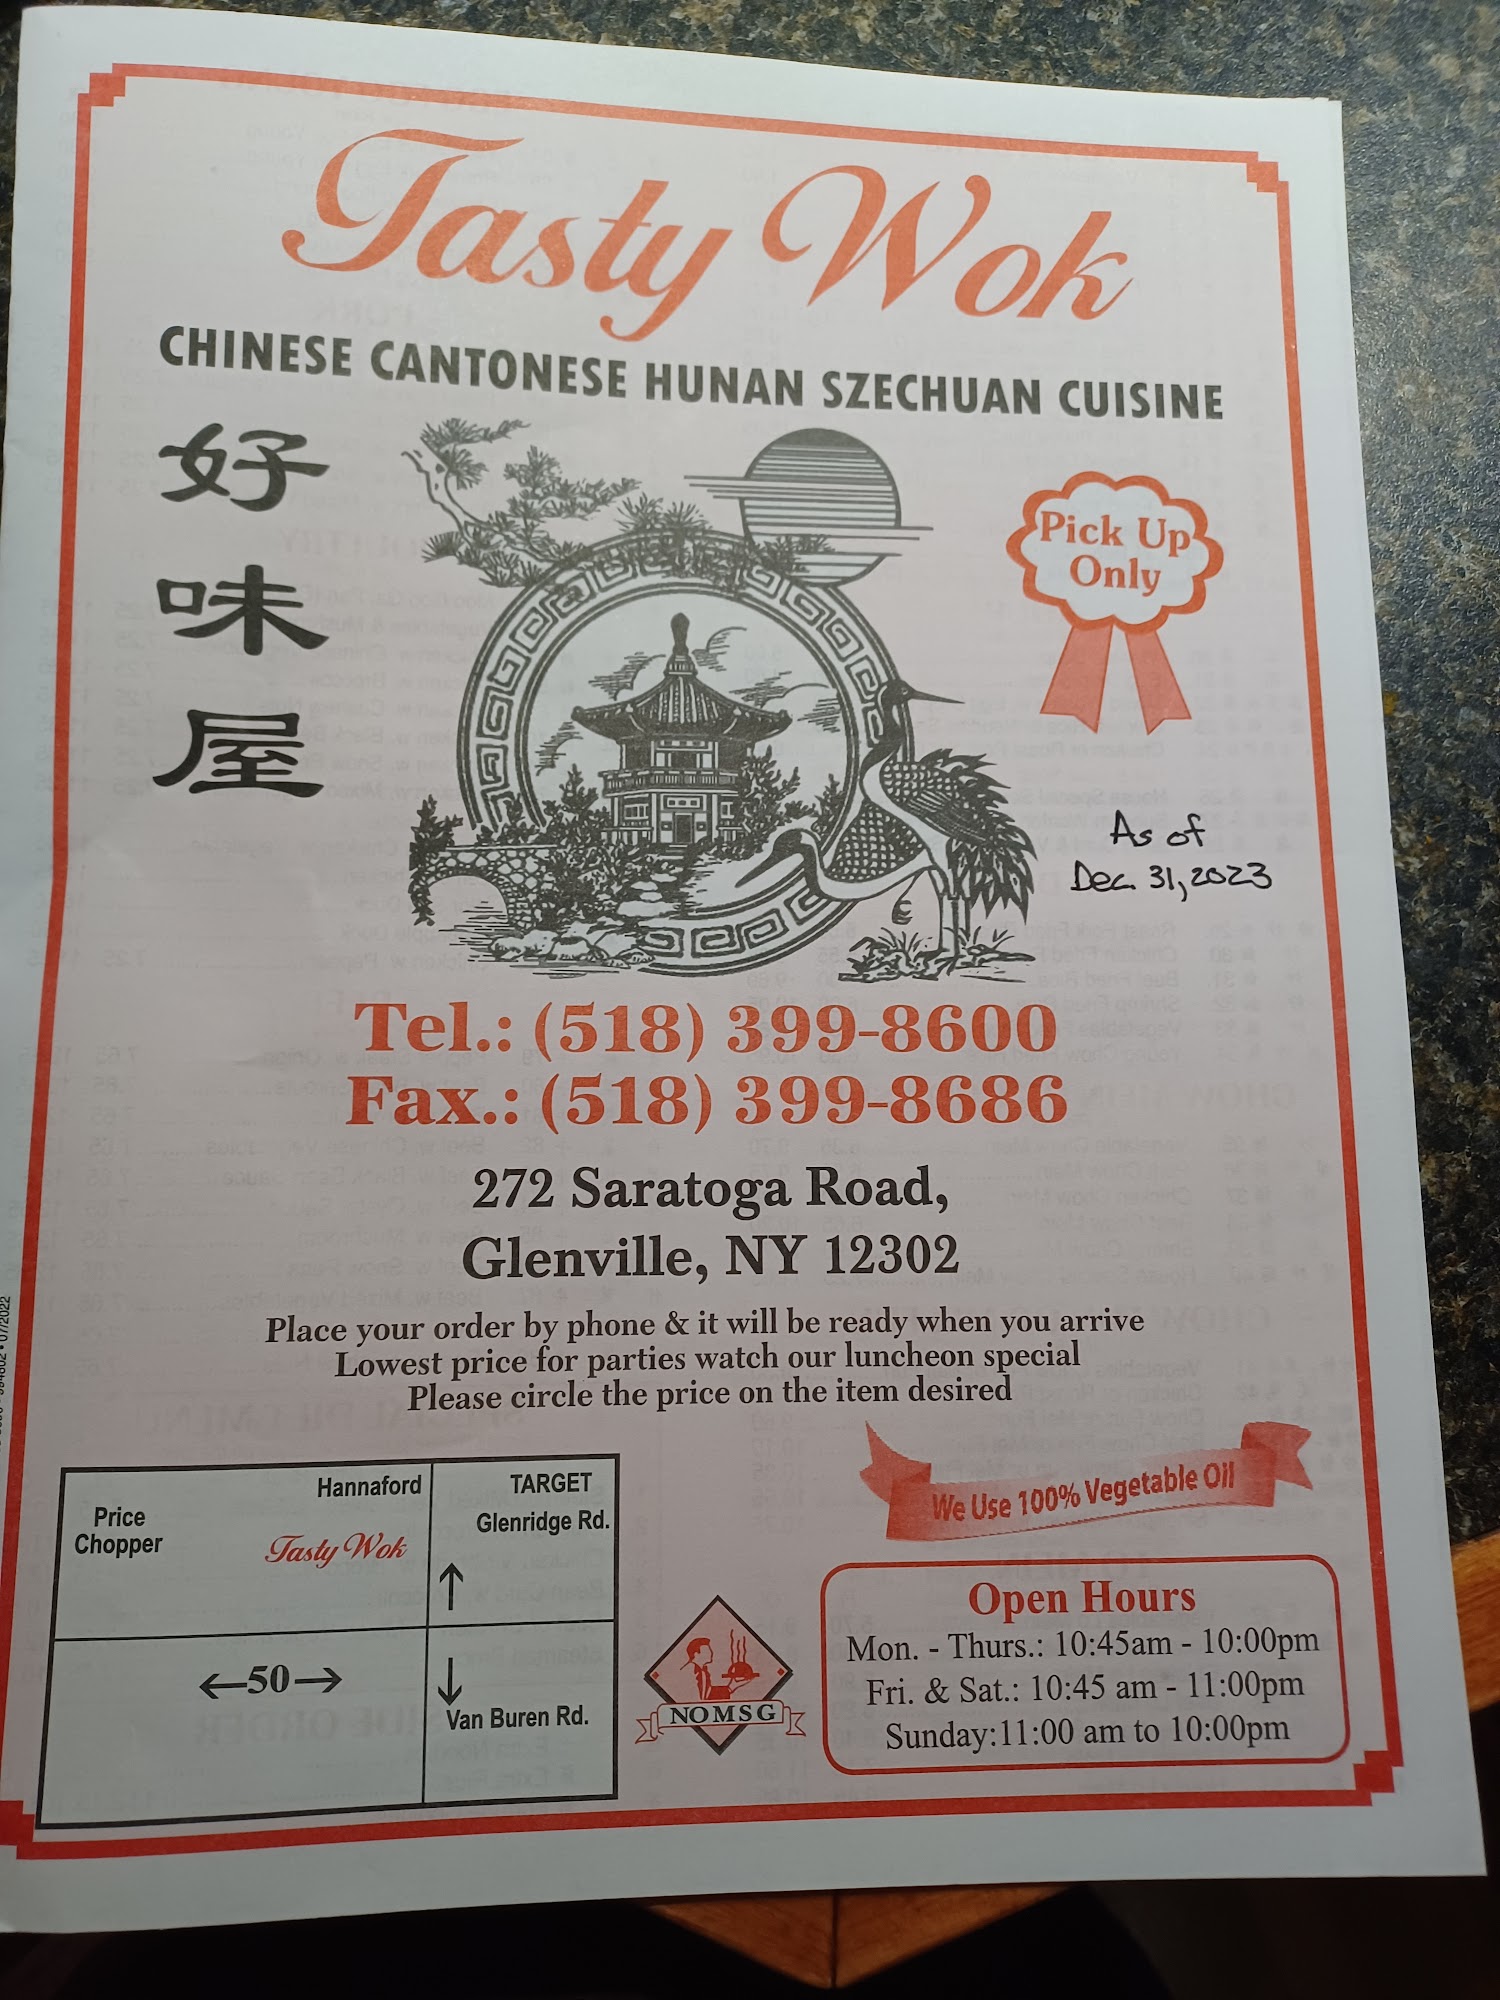 Tasty Wok
CHINESE CANTONESE HUNAN SZECHUAN CUISINE
好
味
屋
Pick Up
Only
As of
Dec. 31, 2023
Tel.: (518) 399-8600
Fax.: (518) 399-8686
272 Saratoga Road,
Glenville, NY 12302
Place your order by phone & it will be ready when you arrive
Lowest price for parties watch our luncheon special
Please circle the price on the item desired
We Use 100% Vegetable Oil
Price
Chopper
Hannaford
Tasty Wok
TARGET
Glenridge Rd.
←50→
Van Buren Rd.
NOMSG
Open Hours
Mon. - Thurs.: 10:45am - 10:00pm
Fri. & Sat.: 10:45 am - 11:00pm
Sunday:11:00 am to 10:00pm
07/2022